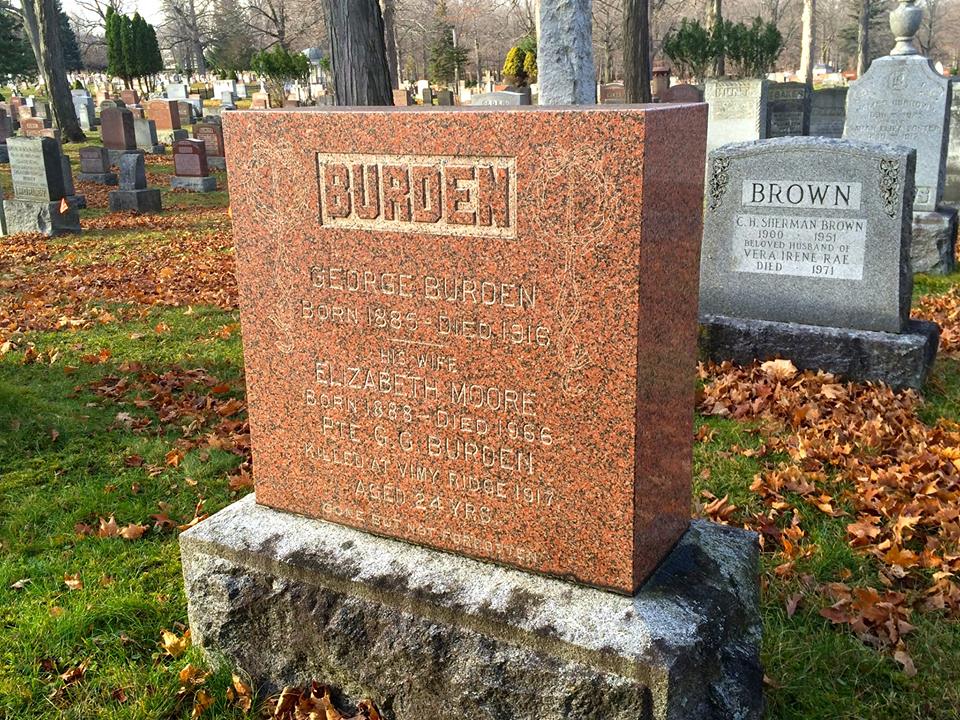 BURDEN
GEORGE BURDEN
BORN 1885 - DIED 1916
HIS WIFE
ELIZABETH MOORE
BORN 1888 - DIED 1966
PTE G. G. BURDEN
KILLED AT VIMY RIDGE 1917
AGED 24 YRS.
GONE BUT NOT FORGOTTEN
BROWN
C. H. SHERMAN BROWN
1900 1951
BELOVED HUSBAND OF
VERA IRENE RAE
DIED 1971